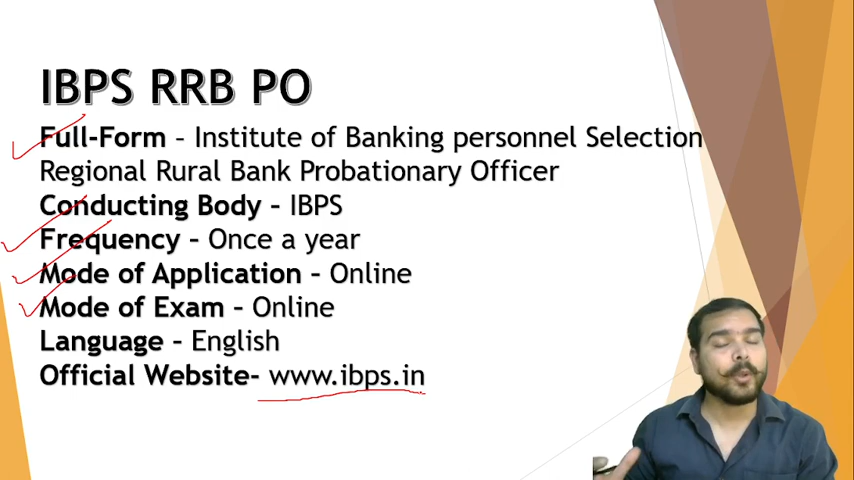 IBPS RRB PO
Full-Form – Institute of Banking personnel Selection
Regional Rural Bank Probationary Officer
Conducting Body – IBPS
Frequency – Once a year
Mode of Application – Online
Mode of Exam – Online
Language – English
Official Website- www.ibps.in